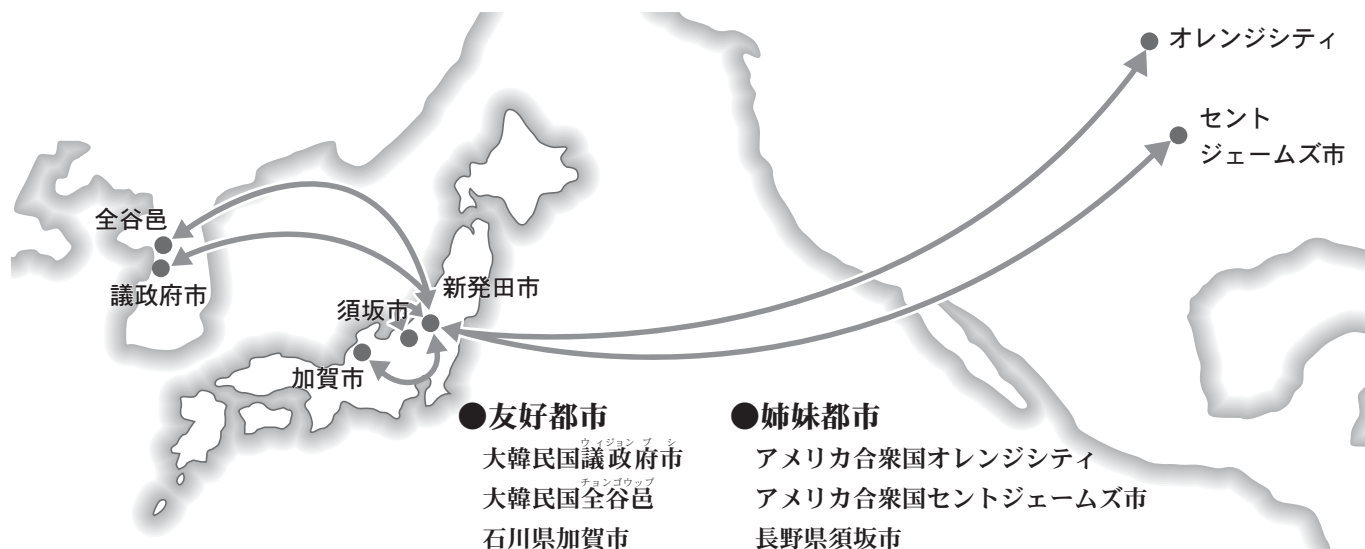 オレンジシティ
セント
ジェームズ市
全谷邑
議政府市
新発田市
須坂市
加賀市
●友好都市
ウィジョンブシ
大韓民国議政府市
チョンゴウップ
大韓民国全谷邑
石川県加賀市
●姉妹都市
アメリカ合衆国オレンジシティ
アメリカ合衆国セントジェームズ市
長野県須坂市